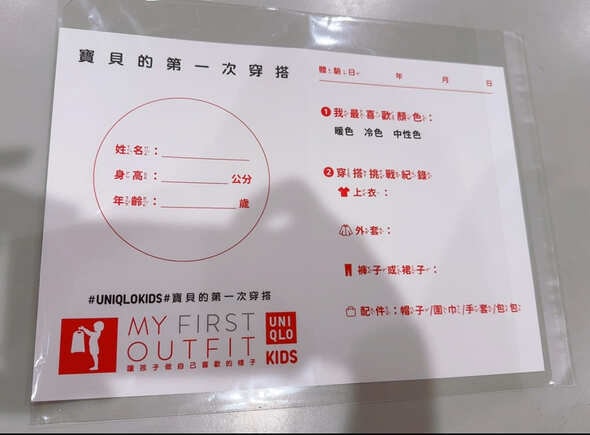 寶貝的第一次穿搭
姓名：
身高： 公分
年齡： 歲
#UNIQLOKIDS#寶貝的第一次穿搭
MY FIRST
OUTFIT
讓孩子做自己喜歡的樣子
UNI
QLO
KIDS
體驗日 年 月 日
1 我最喜歡顏色：
暖色 冷色 中性色
2 穿搭挑戰紀錄
上衣：
外套：
褲子或裙子：
配件：帽子/圍巾/手套/包包